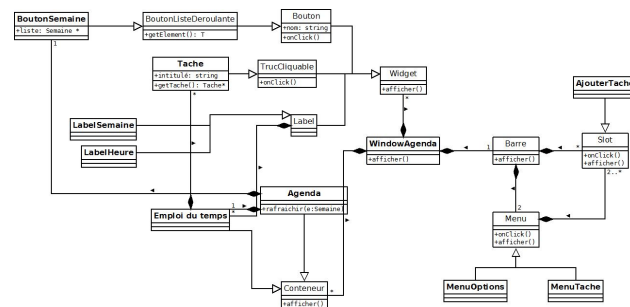 BoutonSemaine
+liste: Semaine *
BoutonListeDeroulante
+getElement(): T
Bouton
+nom: string
+onClick()
1
Tache
+intitulé: string
+getTache(): Tache*
*
TrucCliquable
+onClick()
Widget
+afficher()
*
AjouterTache
LabelSemaine
Label
LabelHeure
WindowAgenda
+afficher()
1
Barre
+afficher()
*
Slot
+onClick()
+afficher()
2..*
Agenda
+rafraichir(e:Semaine)
Emploi du temps
1
*
2
Menu
+onClick()
+afficher()
Conteneur
+afficher()
*
MenuOptions
MenuTache